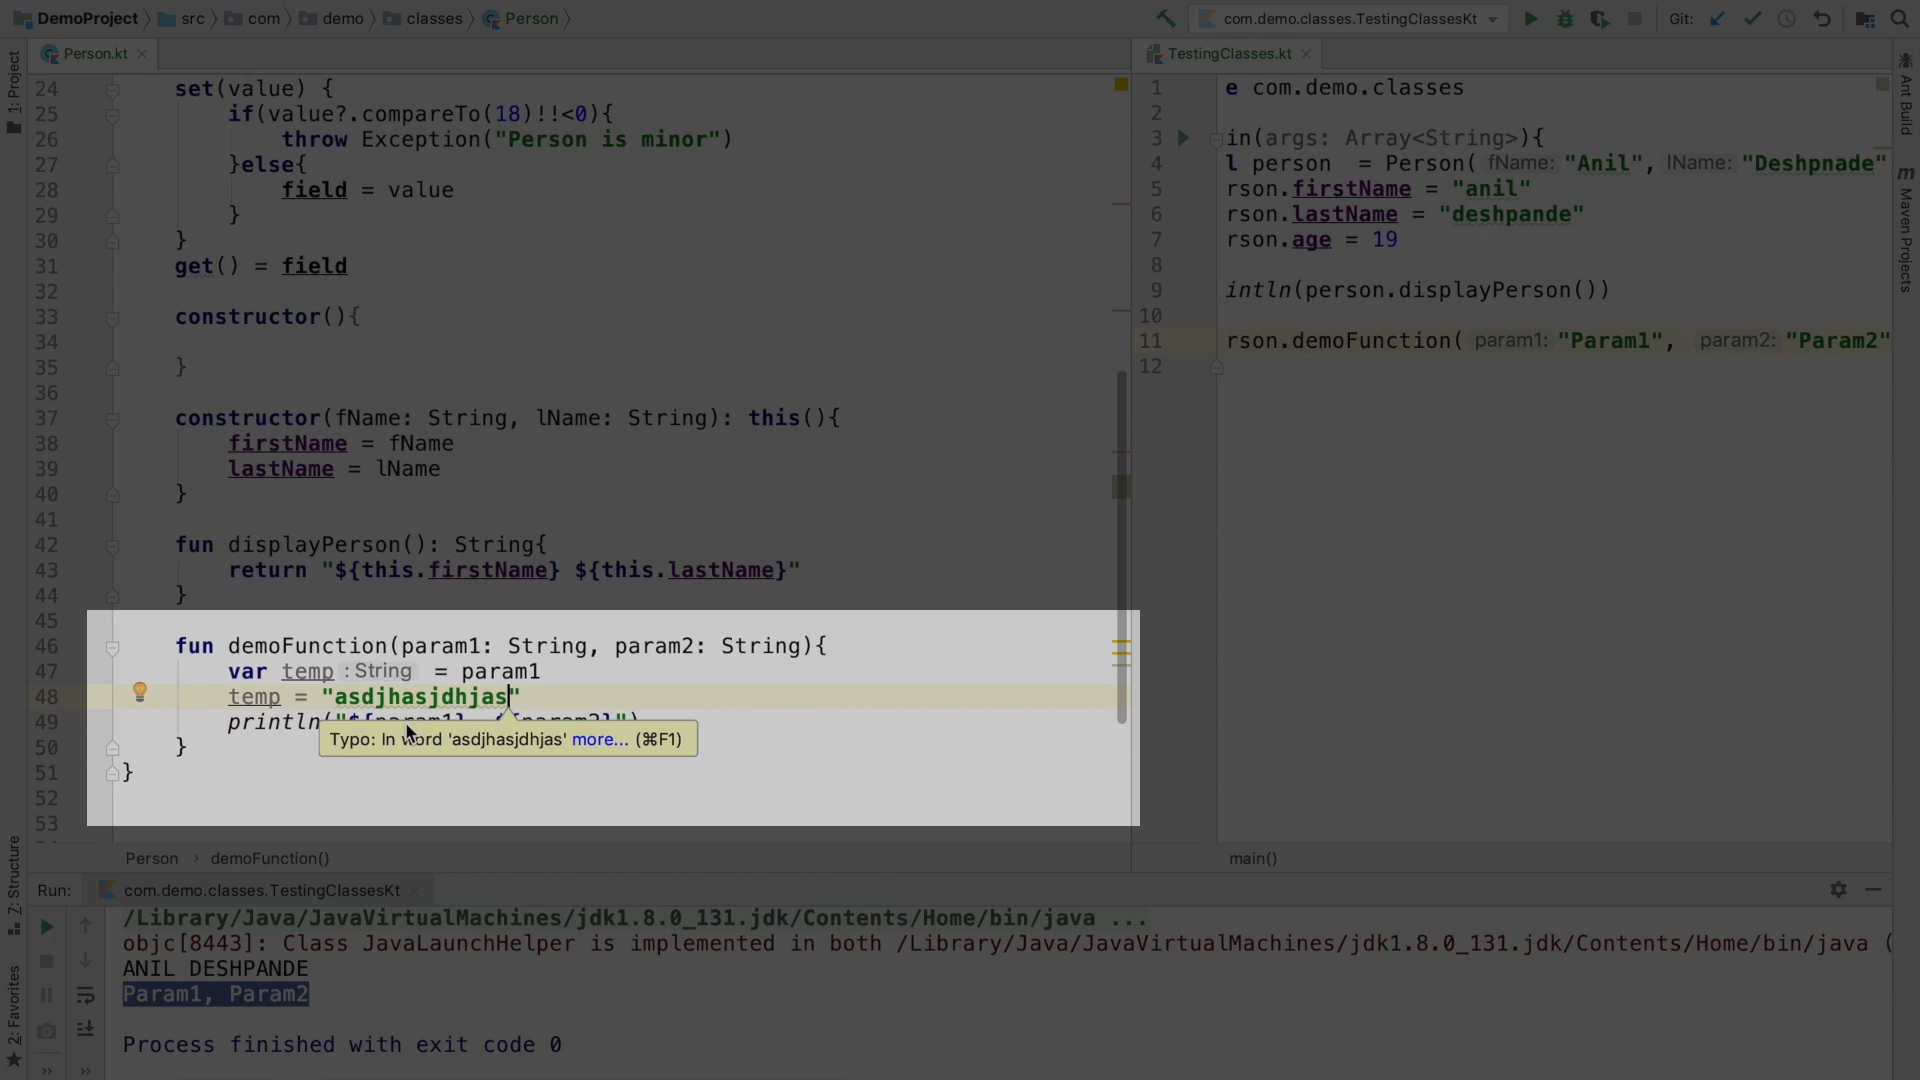 DemoProject src com demo classes Person
com.demo.classes.TestingClassesKt Git:
1: Project
Person.kt
24 set(value) {
25 if(value?.compareTo(18)!!<0){
26 throw Exception("Person is minor")
27 }else{
28 field = value
29 }
30 }
31 get() = field
32
33 constructor(){
34
35 }
36
37 constructor(fName: String, lName: String): this(){
38 firstName = fName
39 lastName = lName
40 }
41
42 fun displayPerson(): String{
43 return "${this.firstName} ${this.lastName}"
44 }
45
46 fun demoFunction(param1: String, param2: String){
47 var temp : String = param1
48 temp = "asdjhasjdhjas"
49 println("${param1}, ${param2}")
Typo: In word 'asdjhasjdhjas' more... (⌘F1)
50 }
51 }
52
53
Person › demoFunction()
TestingClasses.kt
1 e com.demo.classes
2
3 in(args: Array<String>){
4 l person = Person( fName: "Anil", lName: "Deshpnade"
5 rson.firstName = "anil"
6 rson.lastName = "deshpande"
7 rson.age = 19
8
9 intln(person.displayPerson())
10
11 rson.demoFunction( param1: "Param1", param2: "Param2"
12
main()
Ant Build
m Maven Projects
7: Structure
2: Favorites
Run: com.demo.classes.TestingClassesKt
/Library/Java/JavaVirtualMachines/jdk1.8.0_131.jdk/Contents/Home/bin/java ...
objc[8443]: Class JavaLaunchHelper is implemented in both /Library/Java/JavaVirtualMachines/jdk1.8.0_131.jdk/Contents/Home/bin/java (
ANIL DESHPANDE
Param1, Param2
Process finished with exit code 0